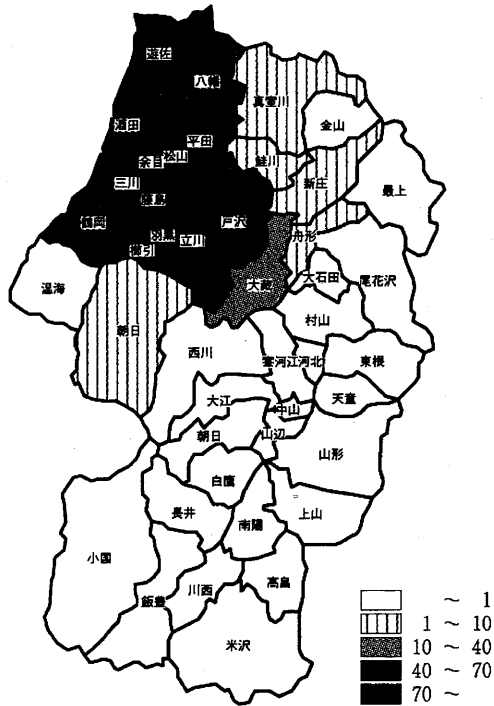 遊佐
八幡
真室川
金山
酒田
平田
松山
余目
鮭川
新庄
三川
最上
藤島
戸沢
鶴岡
羽黒
立川
櫛引
舟形
大蔵
大石田
尾花沢
温海
朝日
村山
西川
寒河江
河北
東根
大江
中山
天童
朝日
山辺
山形
白鷹
長井
南陽
上山
小国
飯豊
川西
高畠
米沢
～ 1
1 ～ 10
10 ～ 40
40 ～ 70
70 ～